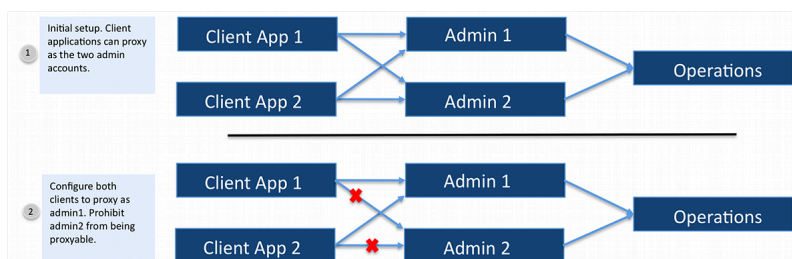 1
Initial setup. Client
applications can proxy
as the two admin
accounts.
Client App 1
Admin 1
Client App 2
Admin 2
Operations
2
Configure both
clients to proxy as
admin1. Prohibit
admin2 from being
proxyable.
Client App 1
Admin 1
Client App 2
Admin 2
Operations